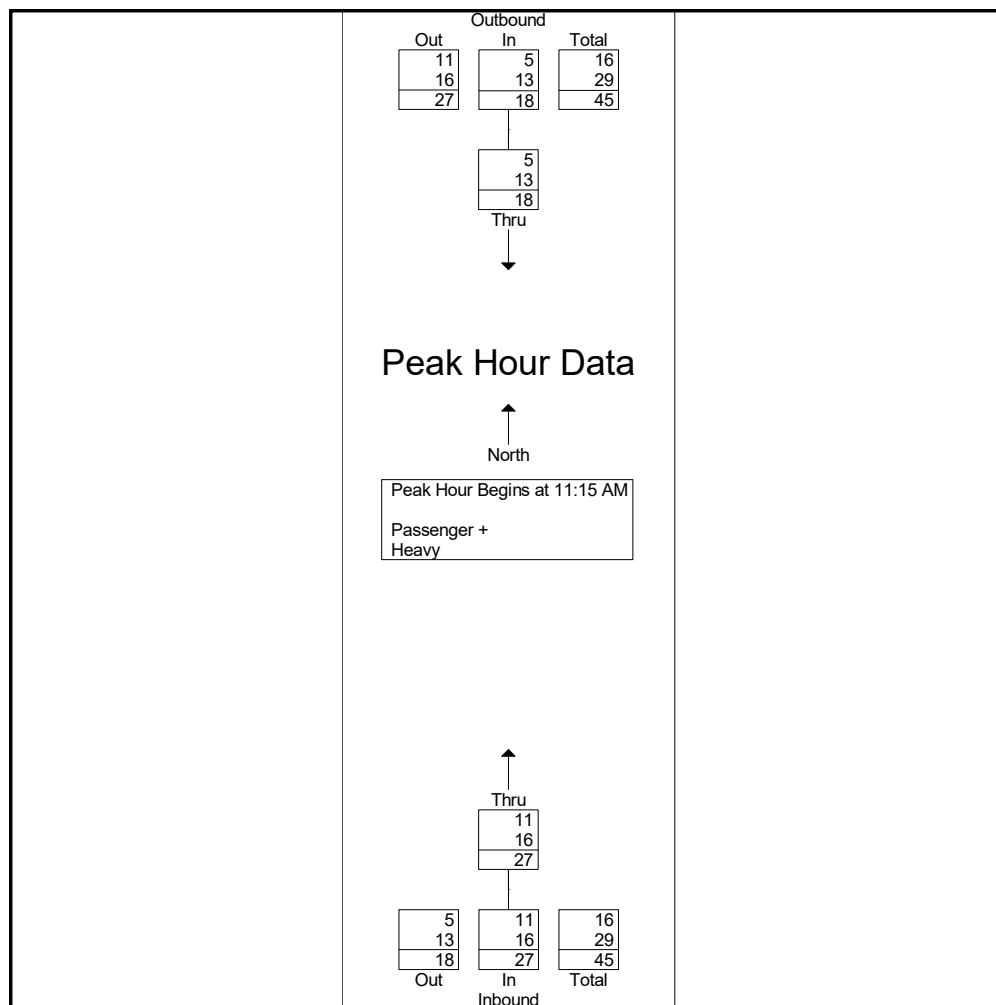 Outbound
Out In Total
11 5 16
16 13 29
27 18 45
5
13
18
Thru
Peak Hour Data
North
Peak Hour Begins at 11:15 AM
Passenger +
Heavy
Thru
11
16
27
5 11 16
13 16 29
18 27 45
Out In Total
Inbound